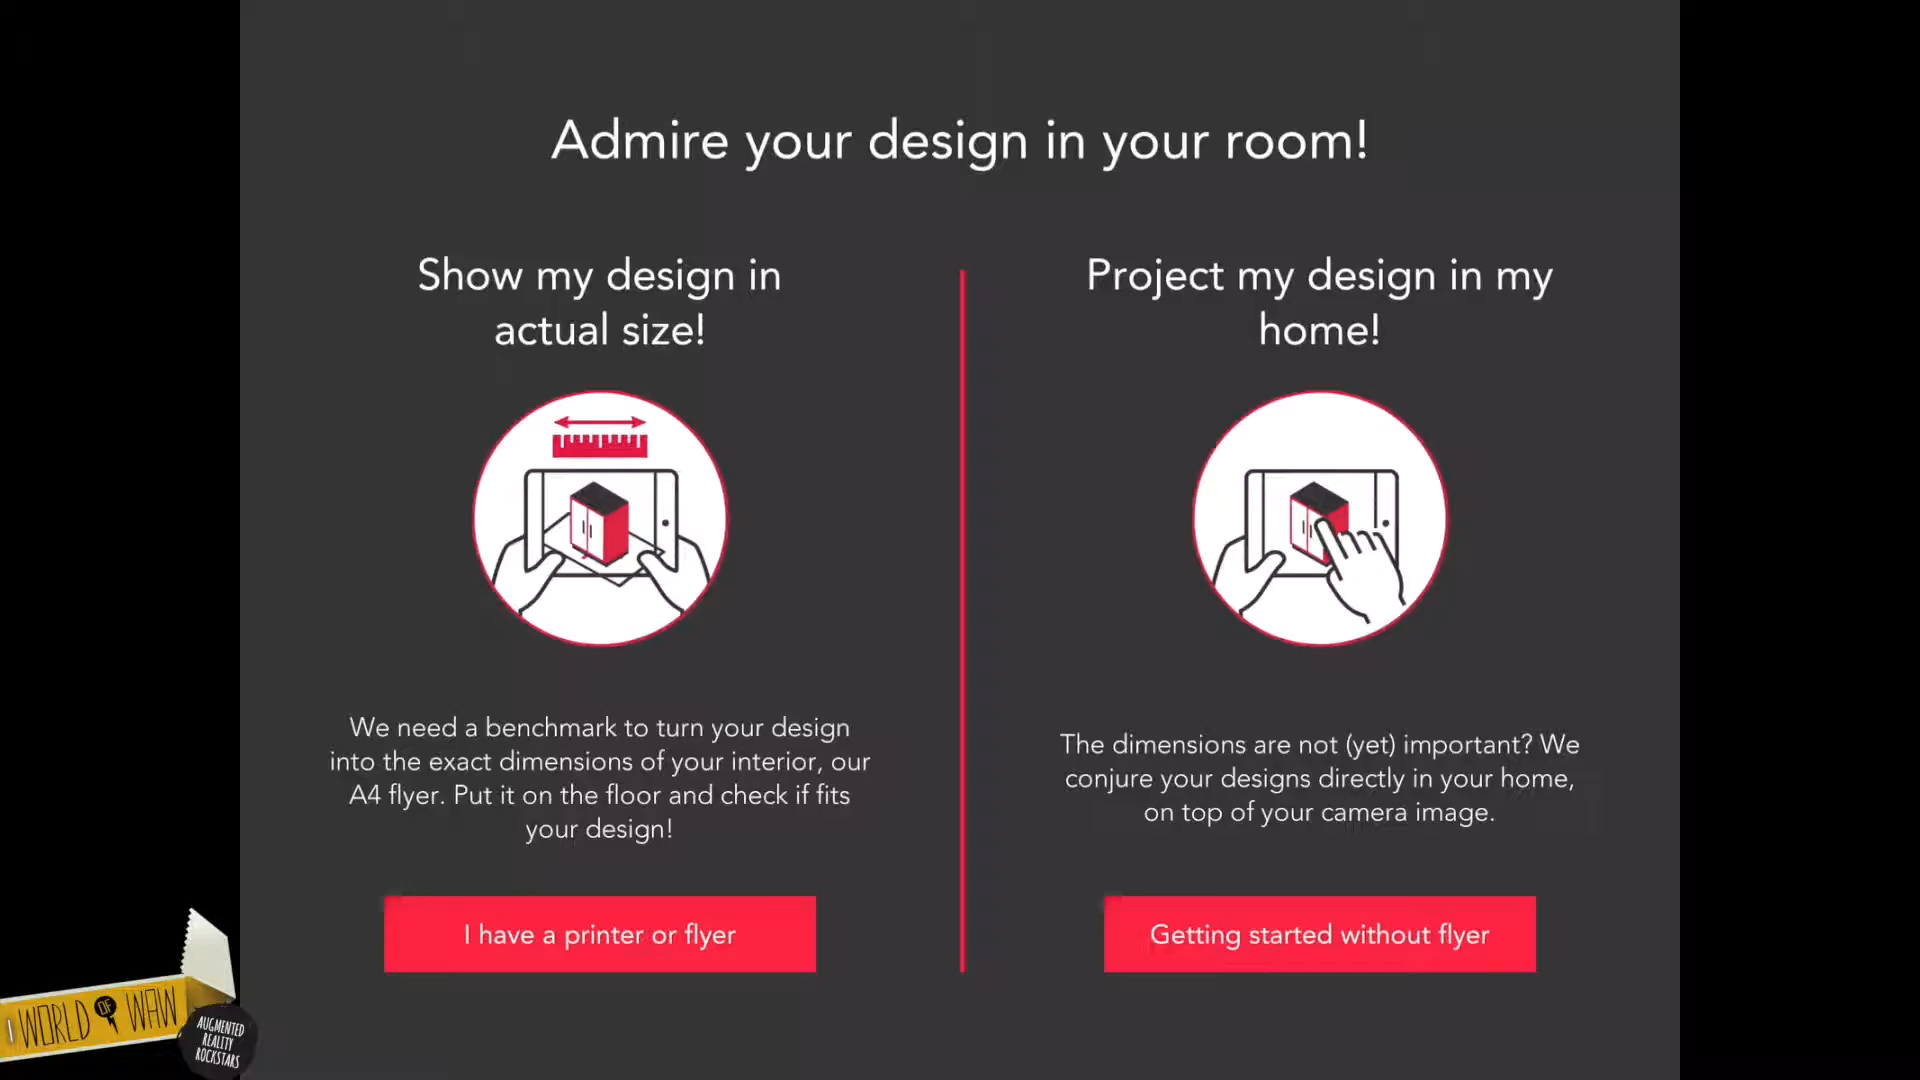 Admire your design in your room!
Show my design in
actual size!
We need a benchmark to turn your design
into the exact dimensions of your interior, our
A4 flyer. Put it on the floor and check if fits
your design!
I have a printer or flyer
Project my design in my
home!
The dimensions are not (yet) important? We
conjure your designs directly in your home,
on top of your camera image.
Getting started without flyer
WORLD OF WAW
AUGMENTED
REALITY
ROCKSTARS